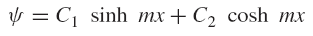 ψ = C₁ sinh mx + C₂ cosh mx